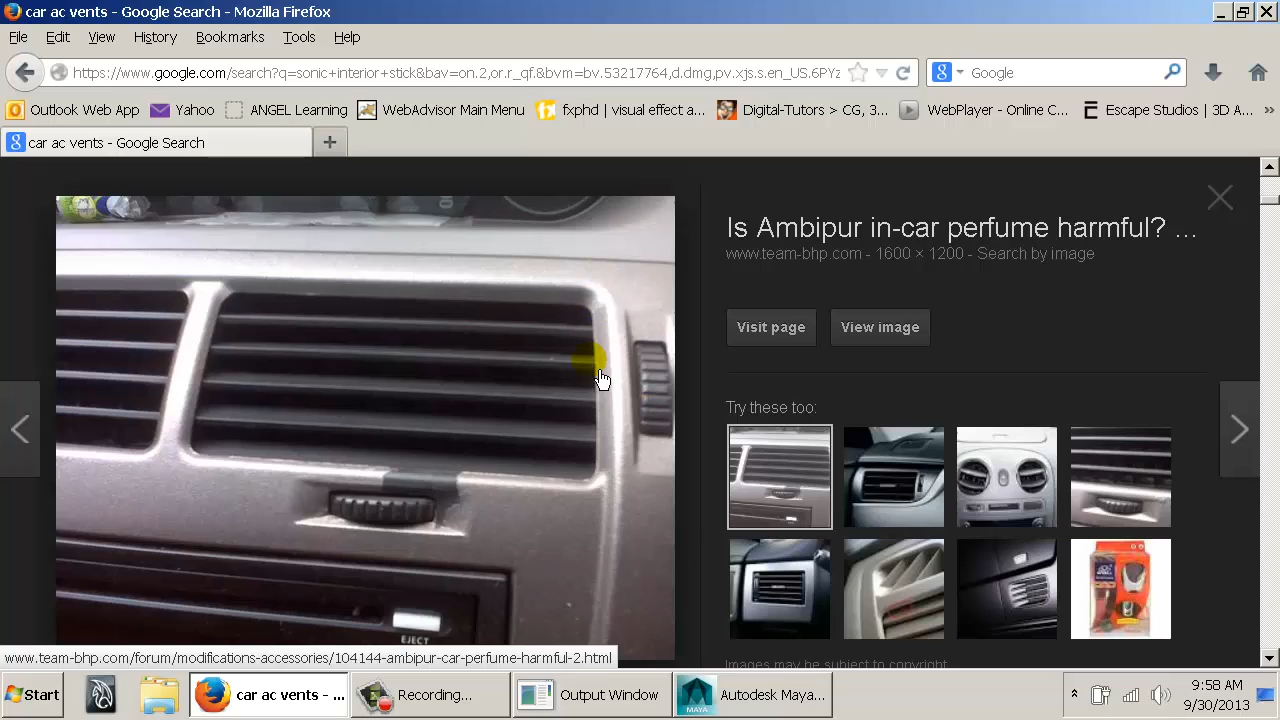 car ac vents - Google Search - Mozilla Firefox
File Edit View History Bookmarks Tools Help
https://www.google.com/search?q=sonic+interior+stick&bav=on.2,or.r_qf.&bvm=bv.53217764,d.dmg,pv.xjs.s.en_US.6PYz
Google
Outlook Web App Yahoo ANGEL Learning WebAdvisor Main Menu fxphd | visual effect a... Digital-Tutors > CG, 3... WebPlayer - Online C... Escape Studios | 3D A...
car ac vents - Google Search
Is Ambipur in-car perfume harmful? ...
www.team-bhp.com - 1600 × 1200 - Search by image
Visit page View image
Try these too:
EJECT
www.team-bhp.com/forum/modifications-accessories/104144-ambipur-car-perfume-harmful-2.html
Images may be subject to copyright.
Start car ac vents - ... Recording... Output Window Autodesk Maya... 9:58 AM
9/30/2013